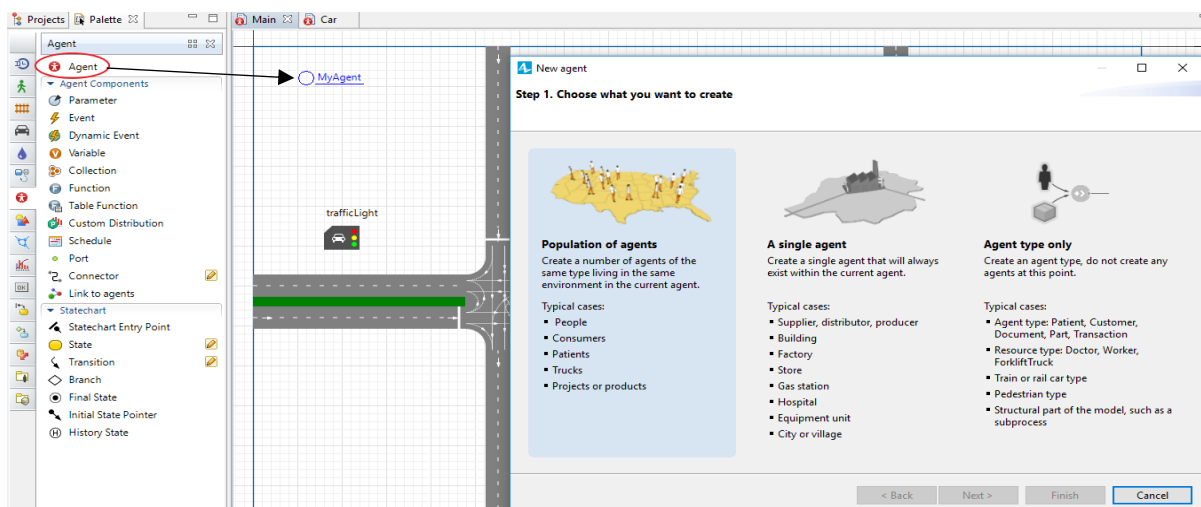 Projects
Palette
Main
Car
Agent
Agent
Agent Components
Parameter
Event
Dynamic Event
Variable
Collection
Function
Table Function
Custom Distribution
Schedule
Port
Connector
Link to agents
Statechart
Statechart Entry Point
State
Transition
Branch
Final State
Initial State Pointer
History State
MyAgent
trafficLight
New agent
Step 1. Choose what you want to create
Population of agents
Create a number of agents of the
same type living in the same
environment in the current agent.
Typical cases:
People
Consumers
Patients
Trucks
Projects or products
A single agent
Create a single agent that will always
exist within the current agent.
Typical cases:
Supplier, distributor, producer
Building
Factory
Store
Gas station
Hospital
Equipment unit
City or village
Agent type only
Create an agent type, do not create any
agents at this point.
Typical cases:
Agent type: Patient, Customer,
Document, Part, Transaction
Resource type: Doctor, Worker,
ForkliftTruck
Train or rail car type
Pedestrian type
Structural part of the model, such as a
subprocess
< Back
Next >
Finish
Cancel